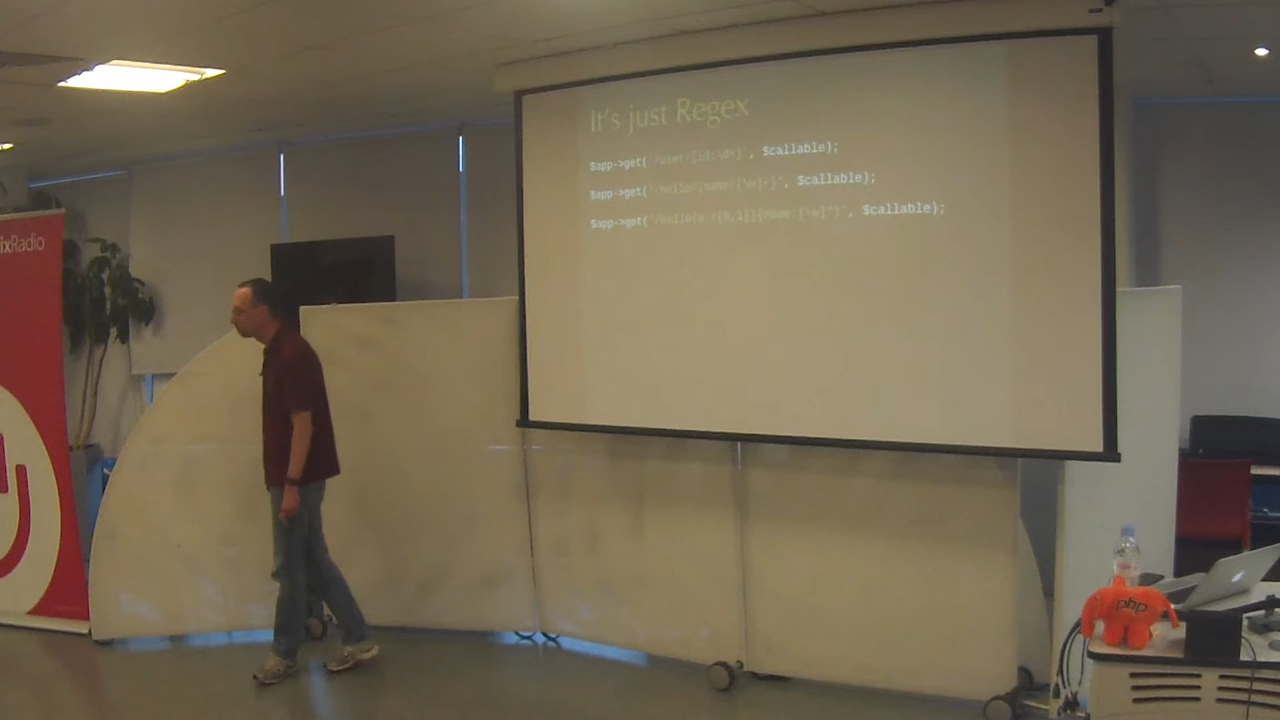 It's just Regex
$app->get('/user/{id:\d+}', $callable);
$app->get('/hello{name:/[\w]+}', $callable);
$app->get('/hello{a:/{0,1}}{name:[\w]*}', $callable);
ixRadio
php